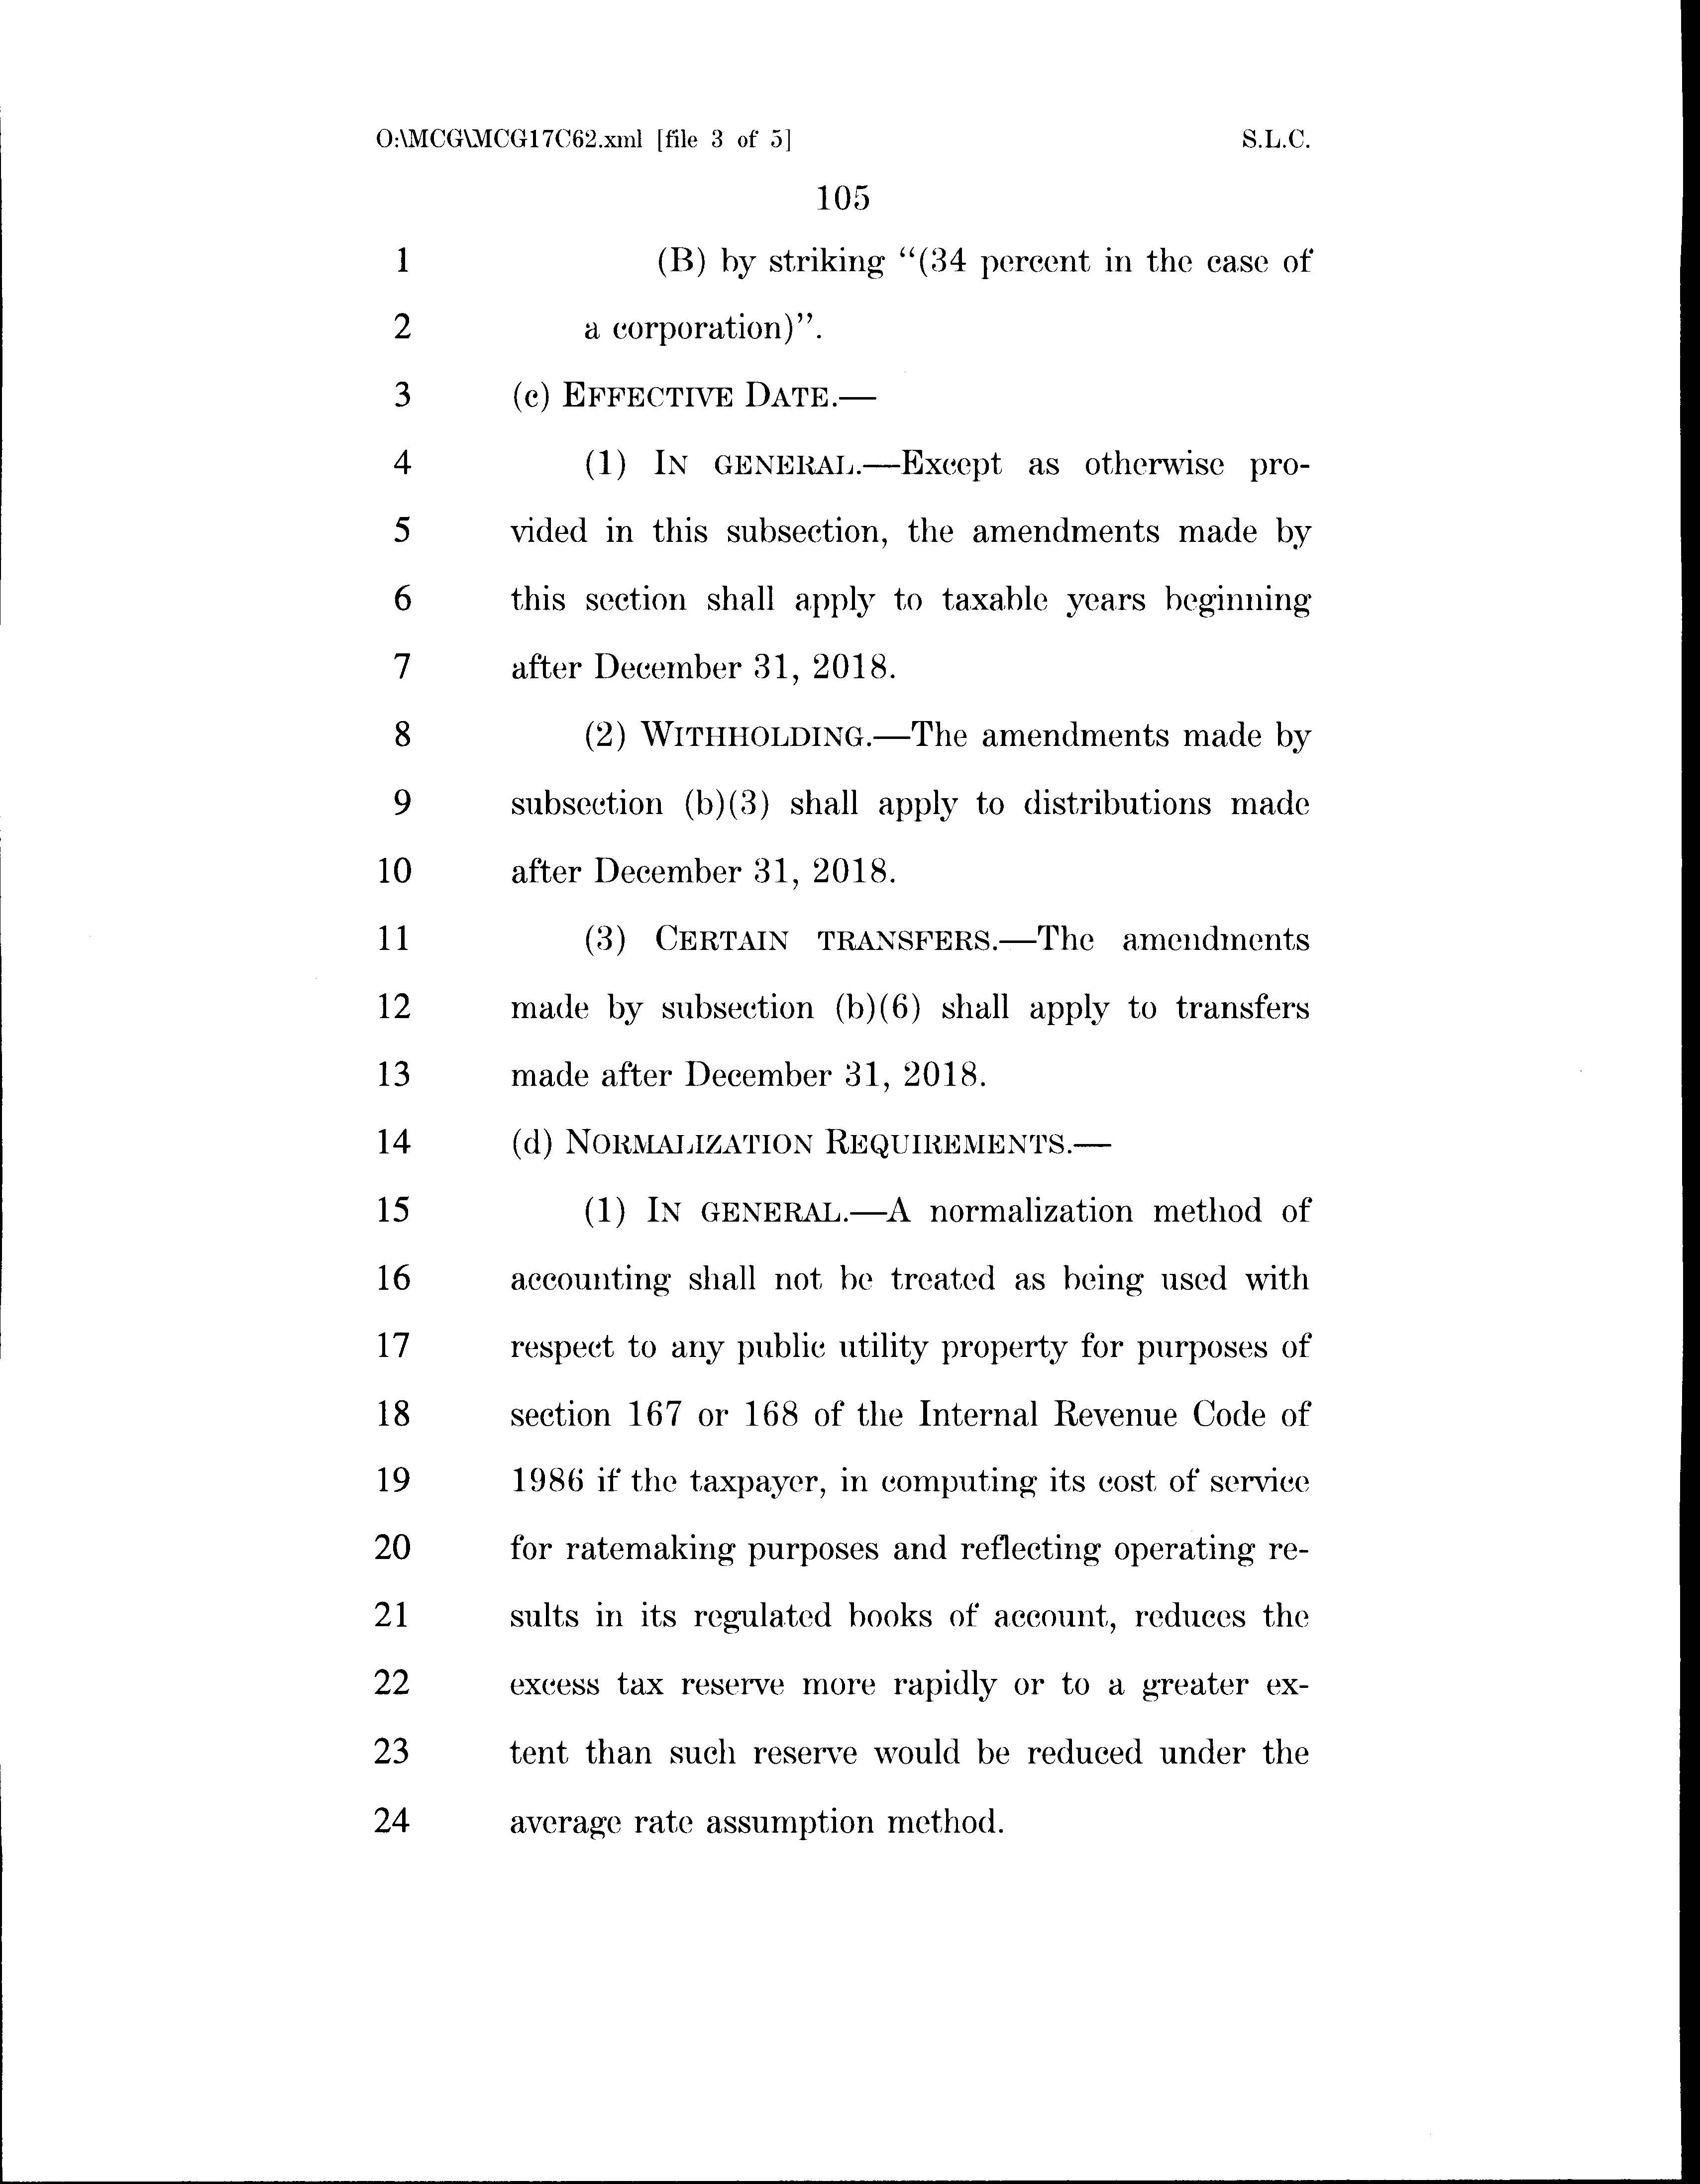 O:\MCG\MCG17C62.xml [file 3 of 5] S.L.C.
105
1 (B) by striking “(34 percent in the case of
2 a corporation)”.
3 (c) EFFECTIVE DATE.—
4 (1) IN GENERAL.—Except as otherwise pro-
5 vided in this subsection, the amendments made by
6 this section shall apply to taxable years beginning
7 after December 31, 2018.
8 (2) WITHHOLDING.—The amendments made by
9 subsection (b)(3) shall apply to distributions made
10 after December 31, 2018.
11 (3) CERTAIN TRANSFERS.—The amendments
12 made by subsection (b)(6) shall apply to transfers
13 made after December 31, 2018.
14 (d) NORMALIZATION REQUIREMENTS.—
15 (1) IN GENERAL.—A normalization method of
16 accounting shall not be treated as being used with
17 respect to any public utility property for purposes of
18 section 167 or 168 of the Internal Revenue Code of
19 1986 if the taxpayer, in computing its cost of service
20 for ratemaking purposes and reflecting operating re-
21 sults in its regulated books of account, reduces the
22 excess tax reserve more rapidly or to a greater ex-
23 tent than such reserve would be reduced under the
24 average rate assumption method.